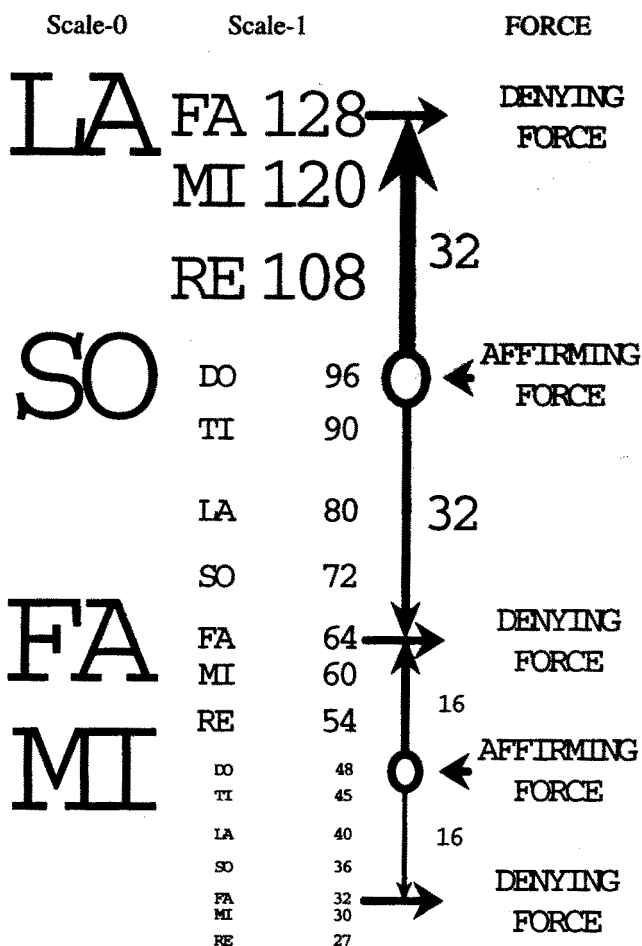 Scale-0 Scale-1 FORCE
LA FA 128 DENYING
FORCE
MI 120
32
RE 108
SO DO 96 AFFIRMING
FORCE
TI 90
LA 80 32
SO 72
FA FA 64 DENYING
FORCE
MI 60
16
RE 54
MI DO 48 AFFIRMING
FORCE
TI 45
LA 40 16
SO 36
FA 32 DENYING
FORCE
MI 30
RE 27